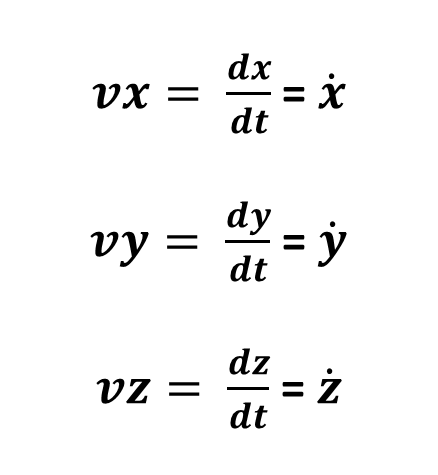 vx = dx/dt = ẋ
vy = dy/dt = ẏ
vz = dz/dt = ż